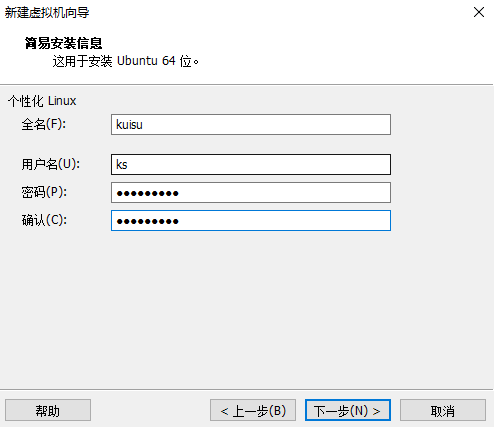 新建虚拟机向导
简易安装信息
这用于安装 Ubuntu 64 位。
个性化 Linux
全名(F):
kuisu
用户名(U):
ks
密码(P):
●●●●●●●●●
确认(C):
●●●●●●●●●
帮助
< 上一步(B)
下一步(N) >
取消